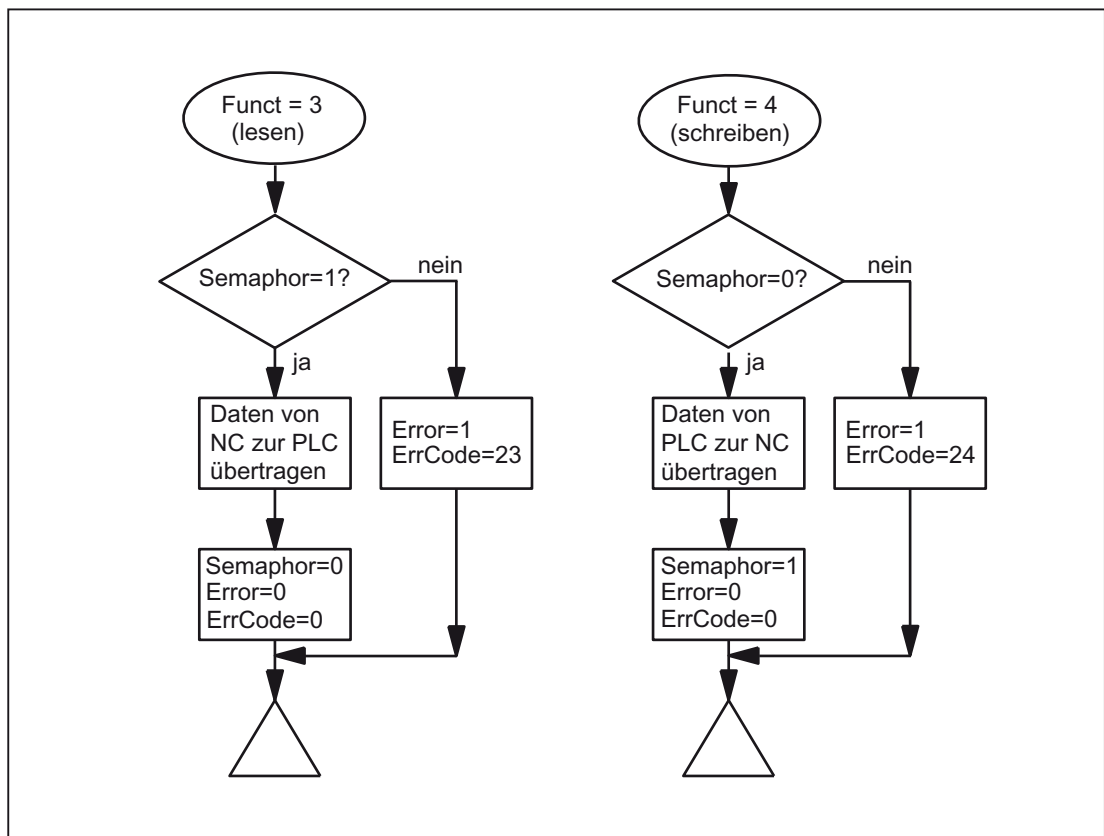 Funct = 3
(lesen)
Semaphor=1?
nein
ja
Daten von
NC zur PLC
übertragen
Error=1
ErrCode=23
Semaphor=0
Error=0
ErrCode=0
Funct = 4
(schreiben)
Semaphor=0?
nein
ja
Daten von
PLC zur NC
übertragen
Error=1
ErrCode=24
Semaphor=1
Error=0
ErrCode=0